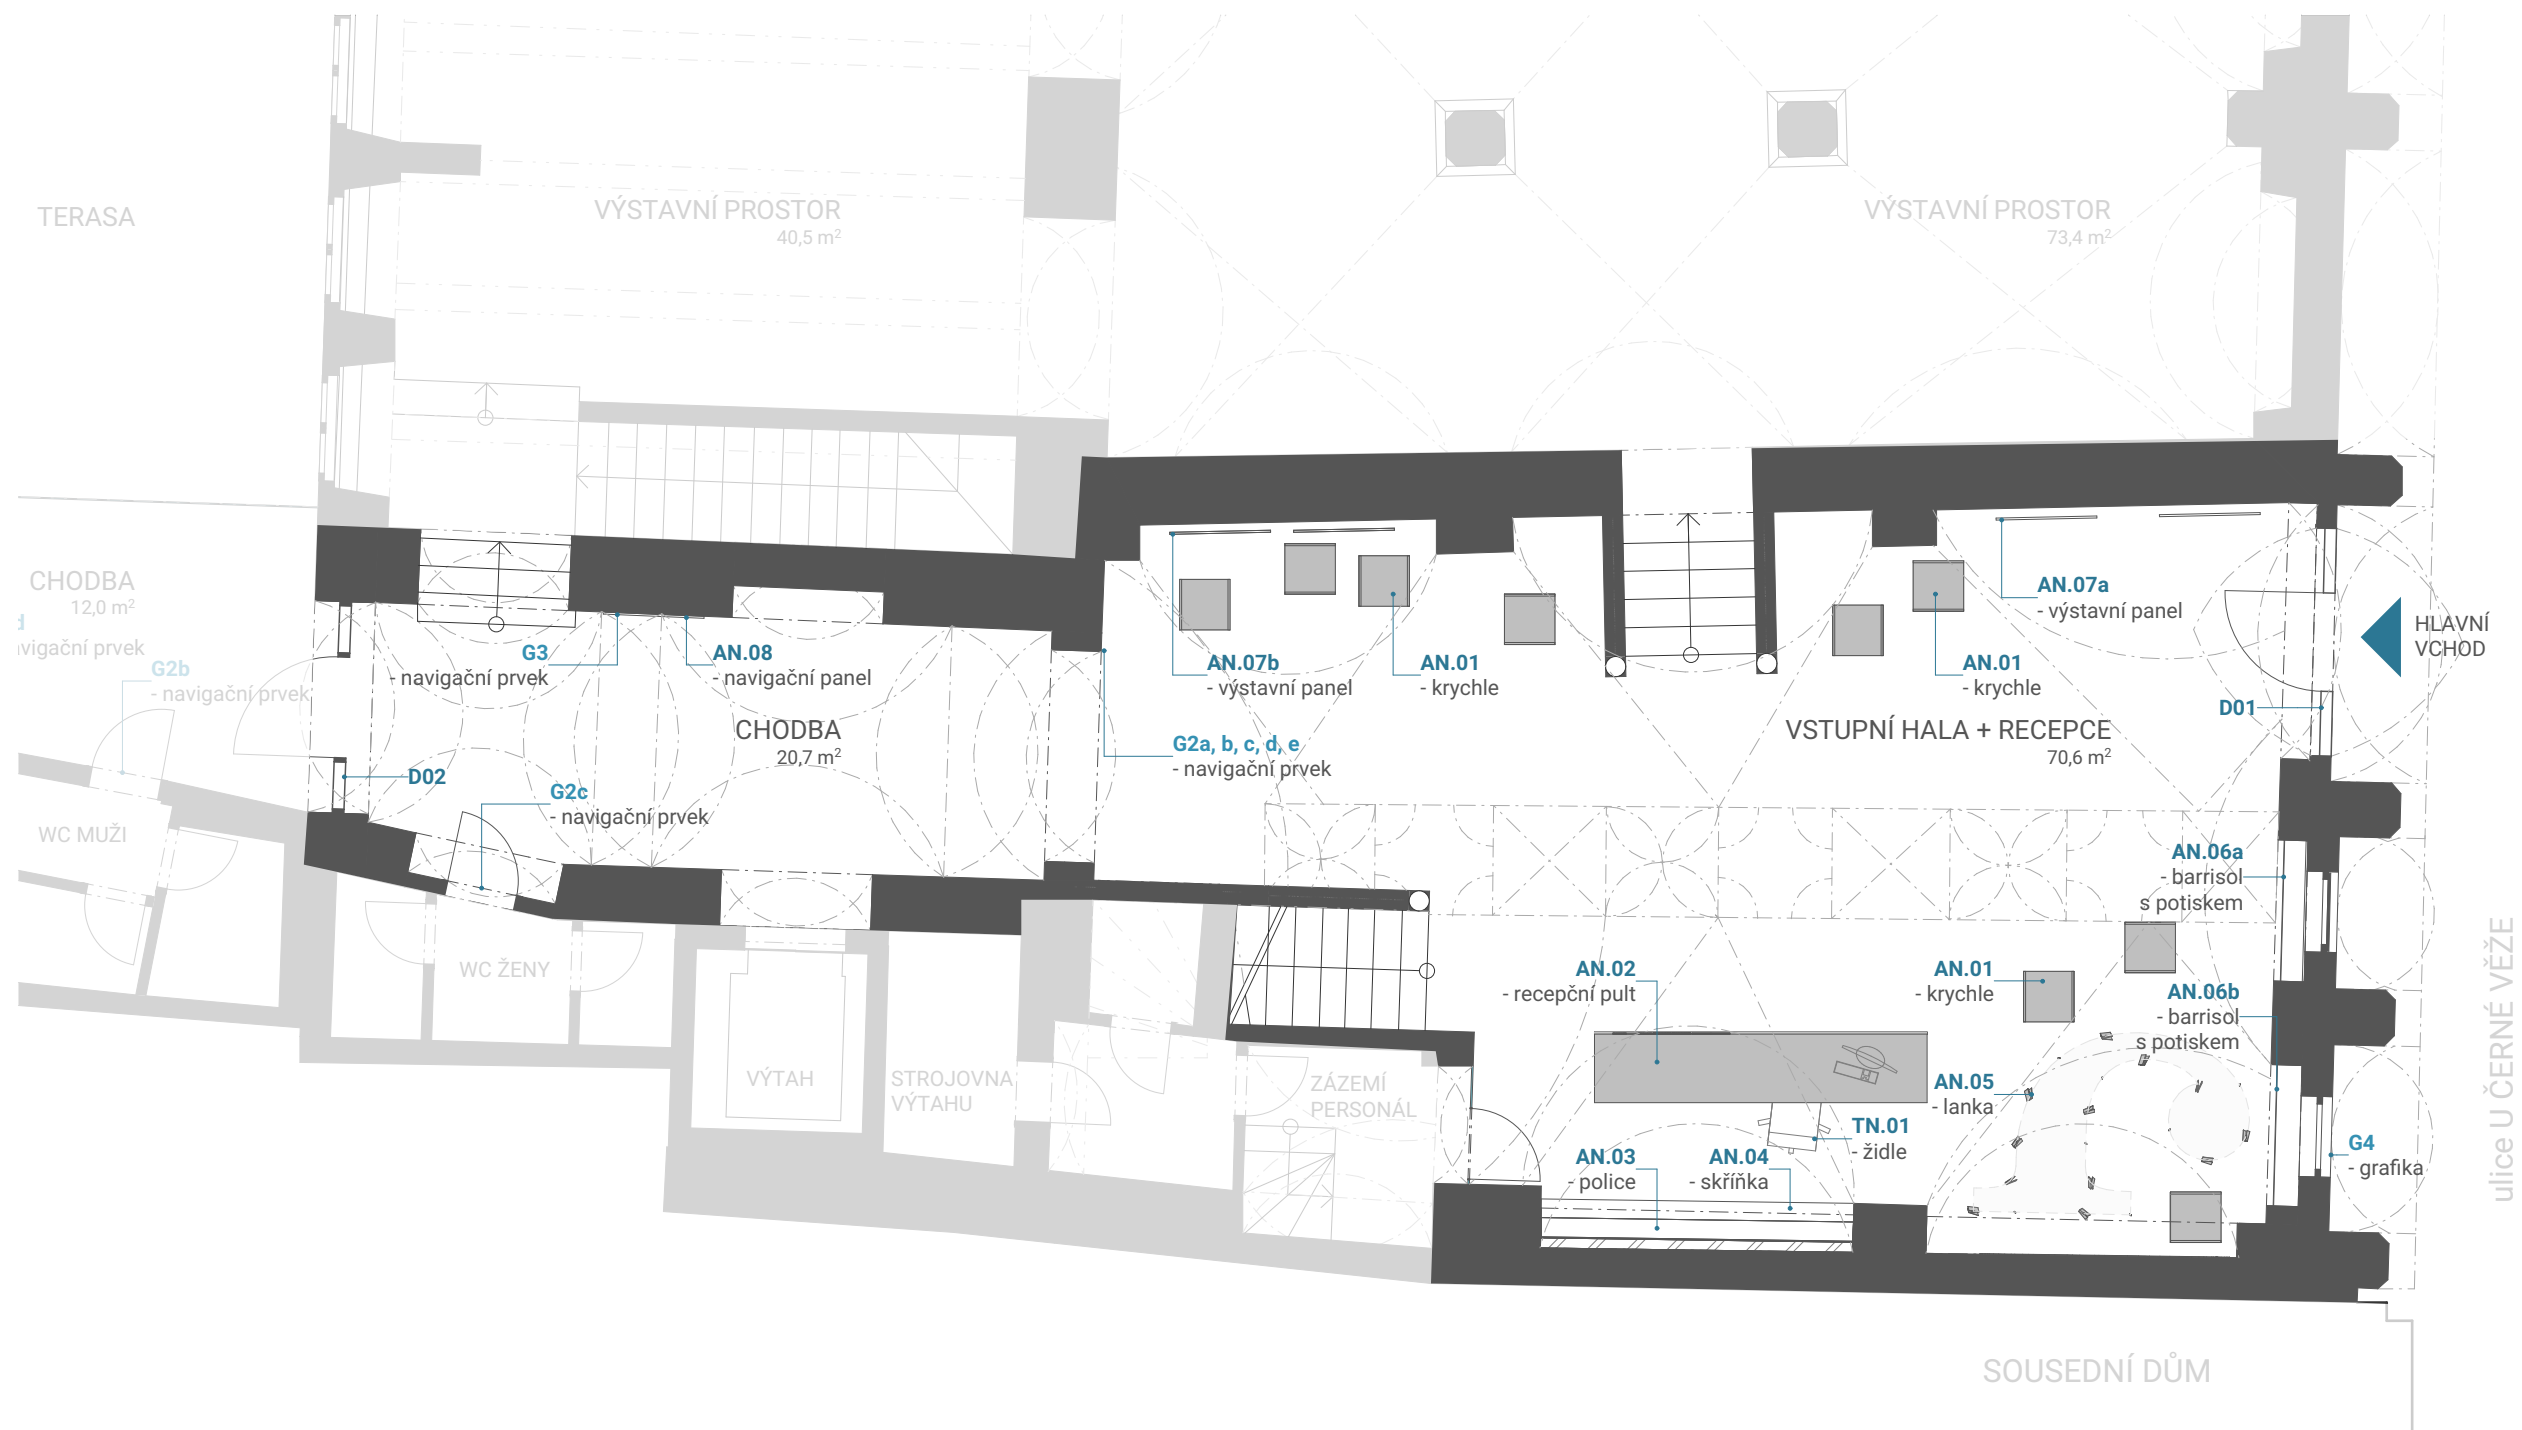 TERASA
VÝSTAVNÍ PROSTOR
40,5 m²
VÝSTAVNÍ PROSTOR
73,4 m²
CHODBA
12,0 m²
d
navigační prvek
G2b
- navigační prvek
G3
- navigační prvek
AN.08
- navigační panel
CHODBA
20,7 m²
D02
G2c
- navigační prvek
AN.07b
- výstavní panel
AN.01
- krychle
G2a, b, c, d, e
- navigační prvek
AN.01
- krychle
AN.07a
- výstavní panel
HLAVNÍ
VCHOD
D01
VSTUPNÍ HALA + RECEPCE
70,6 m²
WC MUŽI
WC ŽENY
VÝTAH
STROJOVNA
VÝTAHU
ZÁZEMÍ
PERSONÁL
AN.02
- recepční pult
AN.01
- krychle
AN.06a
- barrisol
s potiskem
AN.06b
- barrisol
s potiskem
AN.05
- lanka
TN.01
- židle
AN.03
- police
AN.04
- skříňka
G4
- grafika
ulice U ČERNÉ VĚŽE
SOUSEDNÍ DŮM